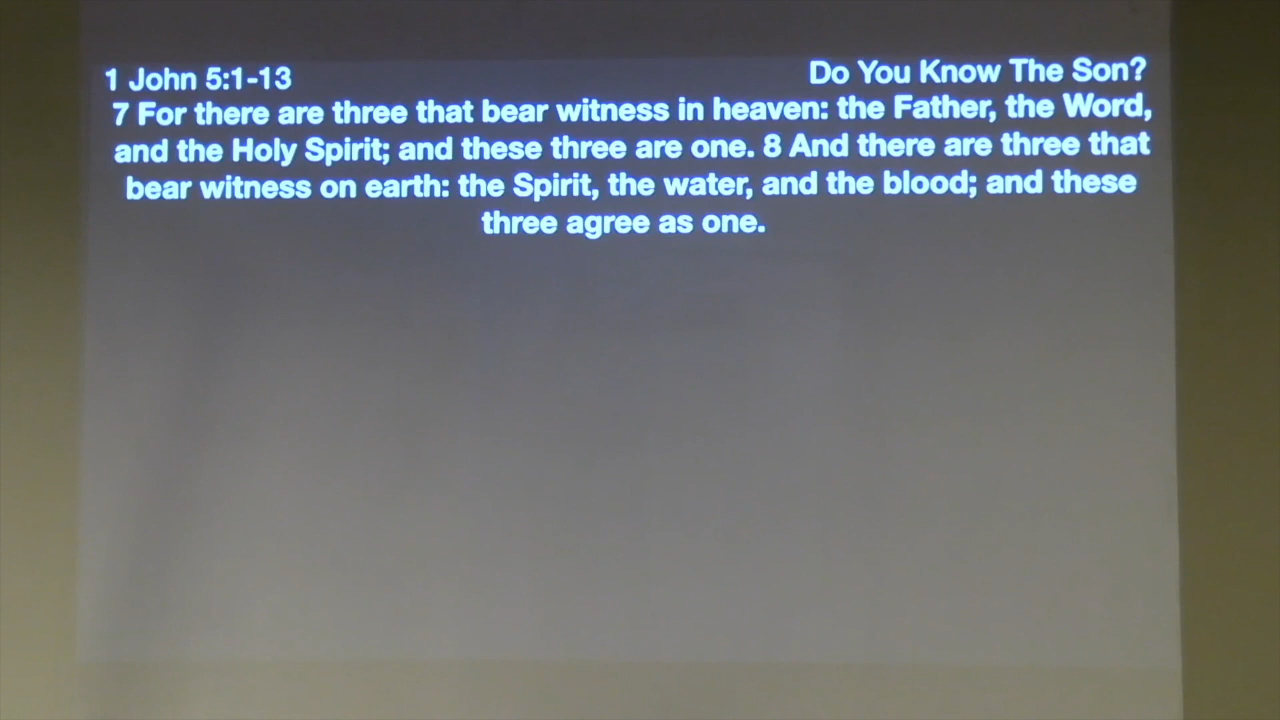 1 John 5:1-13 Do You Know The Son?
7 For there are three that bear witness in heaven: the Father, the Word,
and the Holy Spirit; and these three are one. 8 And there are three that
bear witness on earth: the Spirit, the water, and the blood; and these
three agree as one.